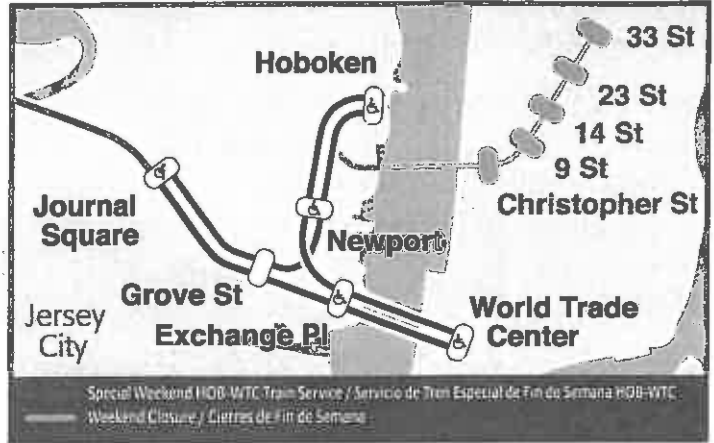 33 St
Hoboken
23 St
14 St
9 St
Christopher St
Journal
Square
Newport
Grove St
World Trade
Center
Jersey
City
Exchange Pl
Special Weekend HOB-WTC Train Service / Servicio de Tren Especial de Fin de Semana HOB-WTC
Weekend Closure / Cierres de Fin de Semana